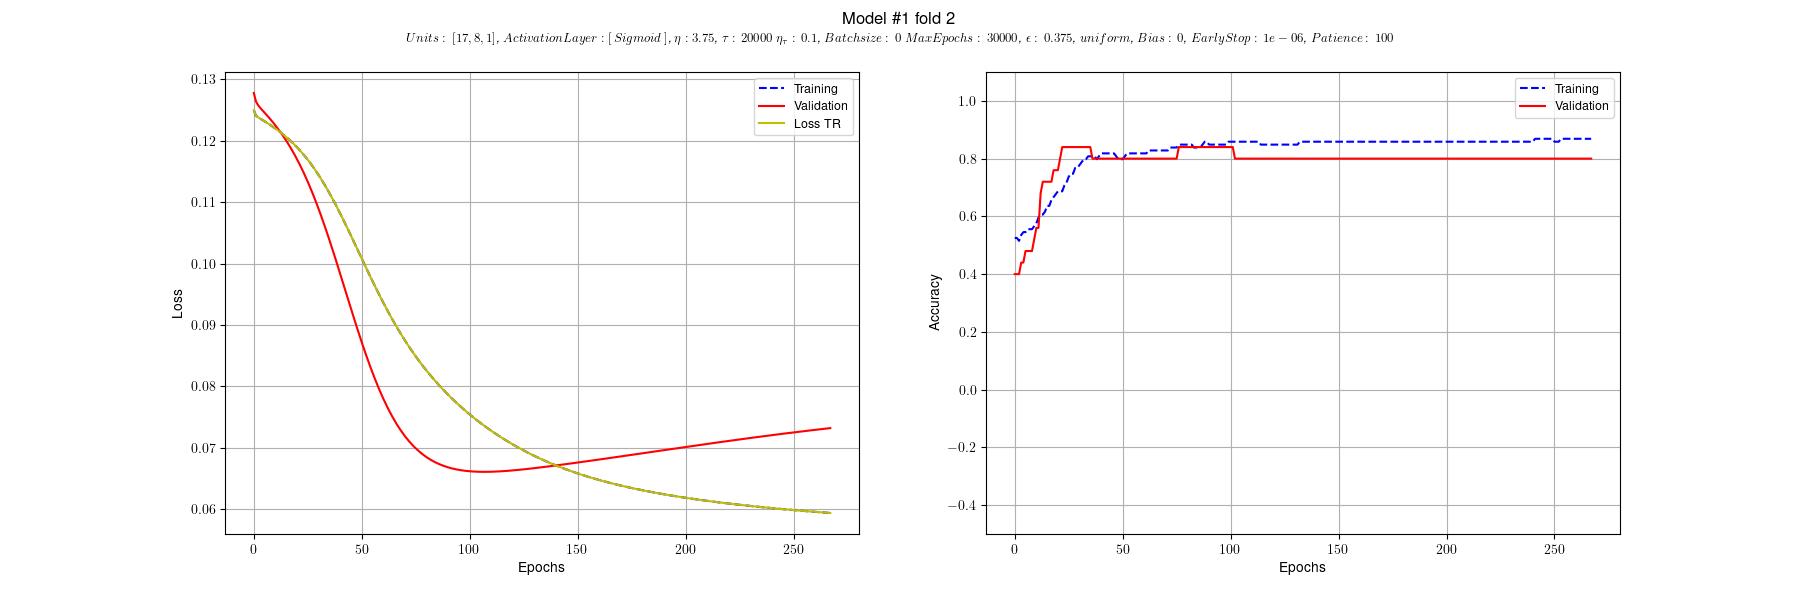 Model #1 fold 2
Units : [17, 8, 1], ActivationLayer : [ Sigmoid ], η : 3.75, τ : 20000 ητ : 0.1, Batchsize : 0 MaxEpochs : 30000, ϵ : 0.375, uniform, Bias : 0, EarlyStop : 1e − 06, Patience : 100
0.13
0.12
0.11
0.10
0.09
0.08
0.07
0.06
Loss
0 50 100 150 200 250
Epochs
Training
Validation
Loss TR
1.0
0.8
0.6
0.4
0.2
0.0
−0.2
−0.4
Accuracy
0 50 100 150 200 250
Epochs
Training
Validation